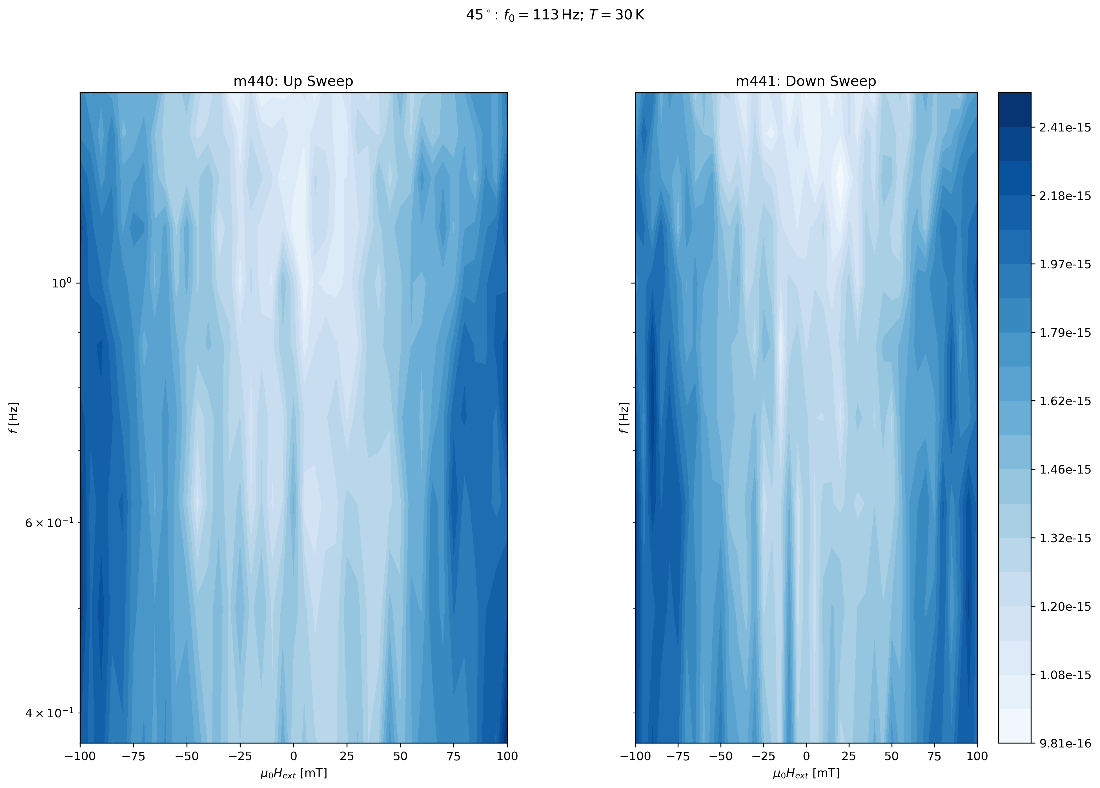 45°: f₀ = 113 Hz; T = 30 K
m440: Up Sweep
m441: Down Sweep
f [Hz]
10⁰
6 × 10⁻¹
4 × 10⁻¹
−100 −75 −50 −25 0 25 50 75 100
μ₀Hₑₓₜ [mT]
f [Hz]
−100 −75 −50 −25 0 25 50 75 100
μ₀Hₑₓₜ [mT]
2.41e-15
2.18e-15
1.97e-15
1.79e-15
1.62e-15
1.46e-15
1.32e-15
1.20e-15
1.08e-15
9.81e-16